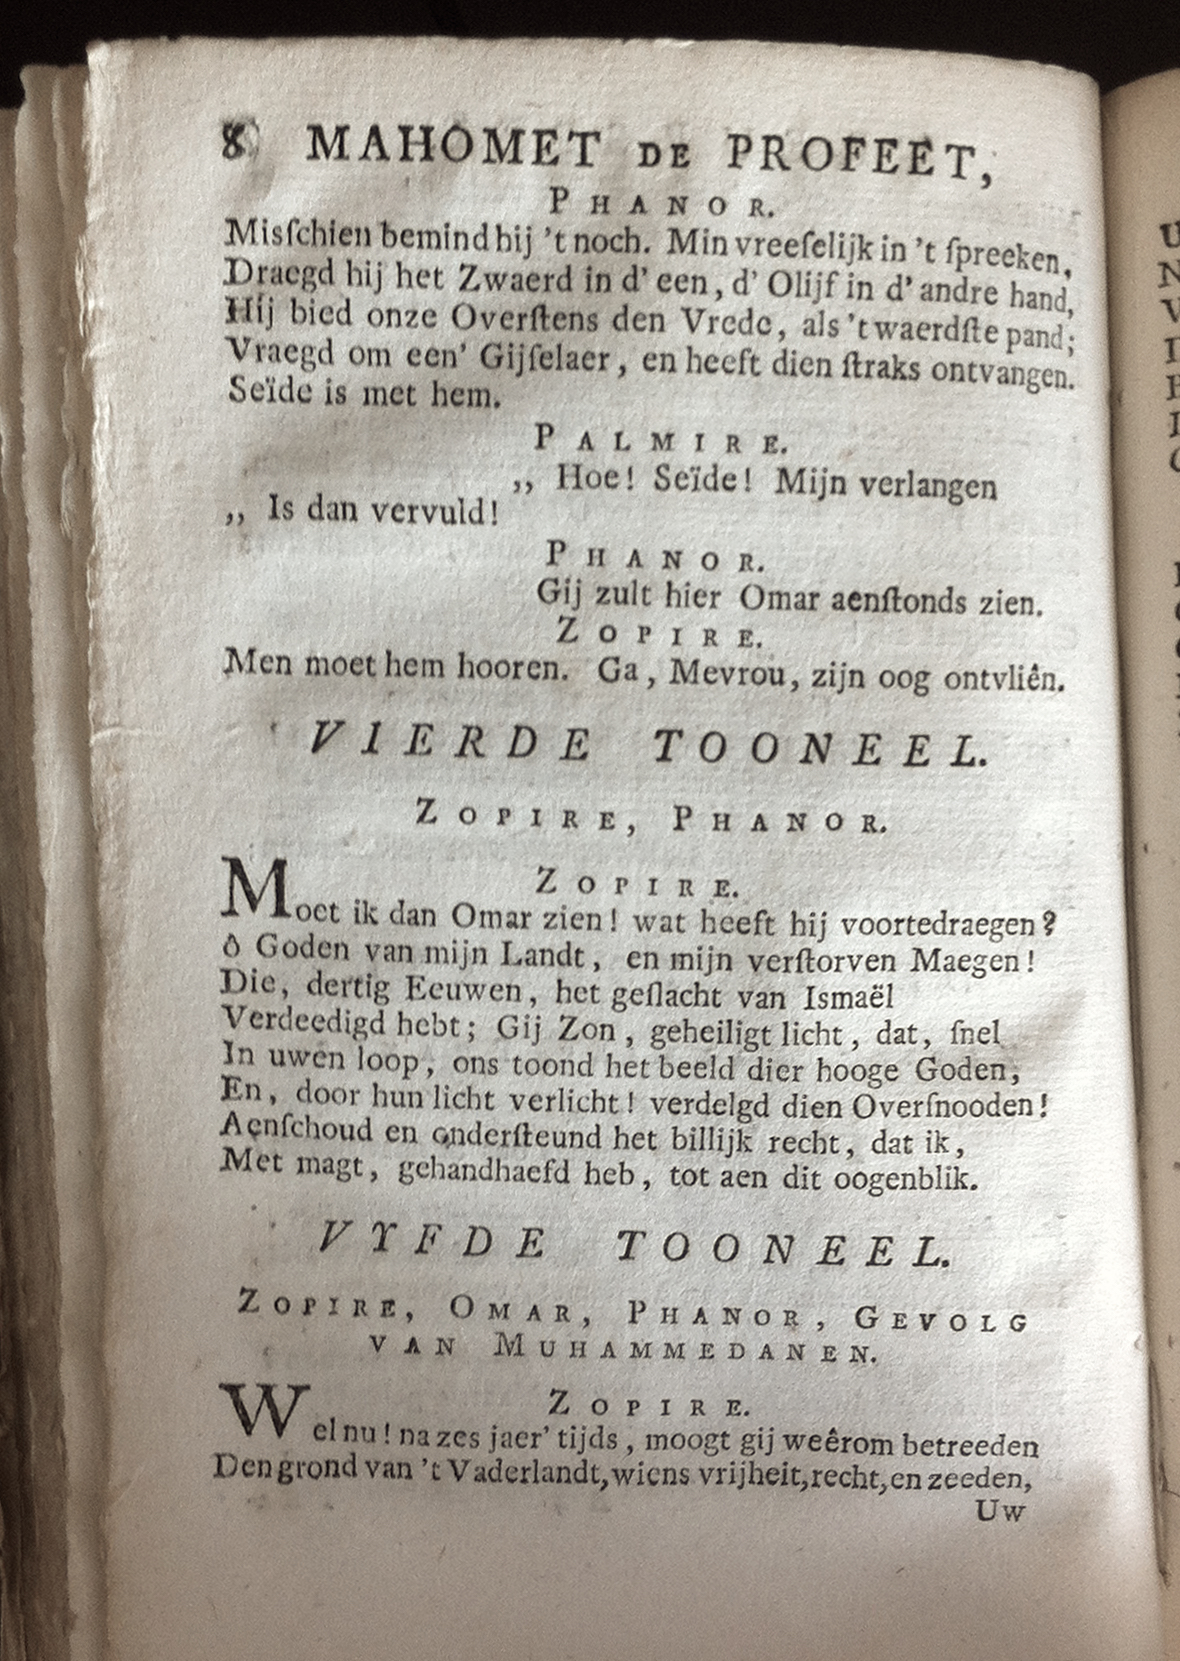 8 MAHOMET DE PROFEET,
PHANOR.
Misſchien bemind hij 't noch. Min vreeſelijk in 't ſpreeken,
Draegd hij het Zwaerd in d' een, d' Olijf in d' andre hand,
Hij bied onze Overſtens den Vrede, als 't waerdſte pand;
Vraegd om een' Gijſelaer, en heeft dien ſtraks ontvangen.
Seïde is met hem.
PALMIRE.
,, Hoe! Seïde! Mijn verlangen
,, Is dan vervuld!
PHANOR.
Gij zult hier Omar aenſtonds zien.
ZOPIRE.
Men moet hem hooren. Ga, Mevrou, zijn oog ontvliên.
VIERDE TOONEEL.
ZOPIRE, PHANOR.
ZOPIRE.
Moet ik dan Omar zien! wat heeft hij voortedraegen?
ô Goden van mijn Landt, en mijn verſtorven Maegen!
Die, dertig Eeuwen, het geſlacht van Ismaël
Verdeedigd hebt; Gij Zon, geheiligt licht, dat, ſnel
In uwen loop, ons toond het beeld dier hooge Goden,
En, door hun licht verlicht! verdelgd dien Overſnooden!
Aenſchoud en onderſteund het billijk recht, dat ik,
Met magt, gehandhaefd heb, tot aen dit oogenblik.
VYFDE TOONEEL.
ZOPIRE, OMAR, PHANOR, GEVOLG
VAN MUHAMMEDANEN.
ZOPIRE.
Wel nu! na zes jaer' tijds, moogt gij weêrom betreeden
Den grond van 't Vaderlandt, wiens vrijheit, recht, en zeeden,
Uw